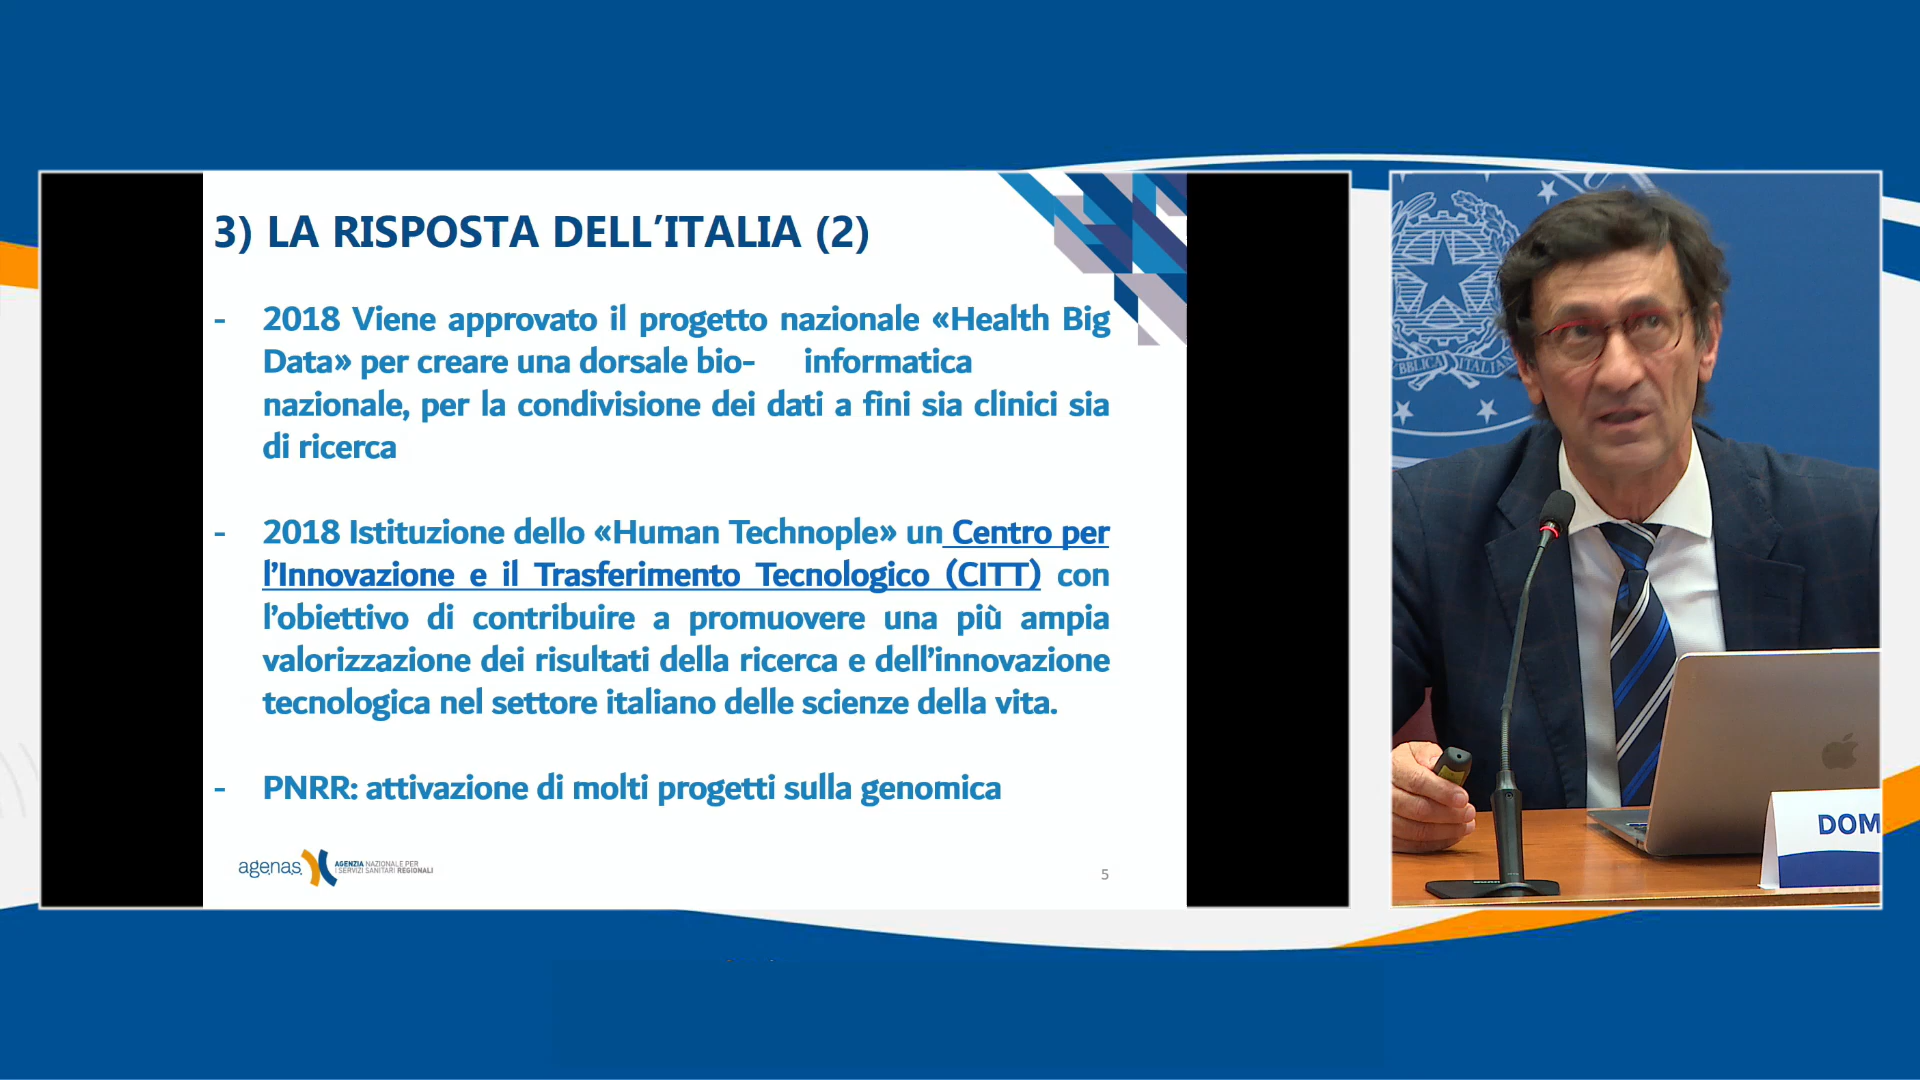 3) LA RISPOSTA DELL’ITALIA (2)
- 2018 Viene approvato il progetto nazionale «Health Big
Data» per creare una dorsale bio- informatica
nazionale, per la condivisione dei dati a fini sia clinici sia
di ricerca
- 2018 Istituzione dello «Human Technople» un Centro per
l’Innovazione e il Trasferimento Tecnologico (CITT) con
l’obiettivo di contribuire a promuovere una più ampia
valorizzazione dei risultati della ricerca e dell’innovazione
tecnologica nel settore italiano delle scienze della vita.
- PNRR: attivazione di molti progetti sulla genomica
agenas. AGENZIA NAZIONALE PER
I SERVIZI SANITARI REGIONALI
5
BBLICA ITALIAN
DOM